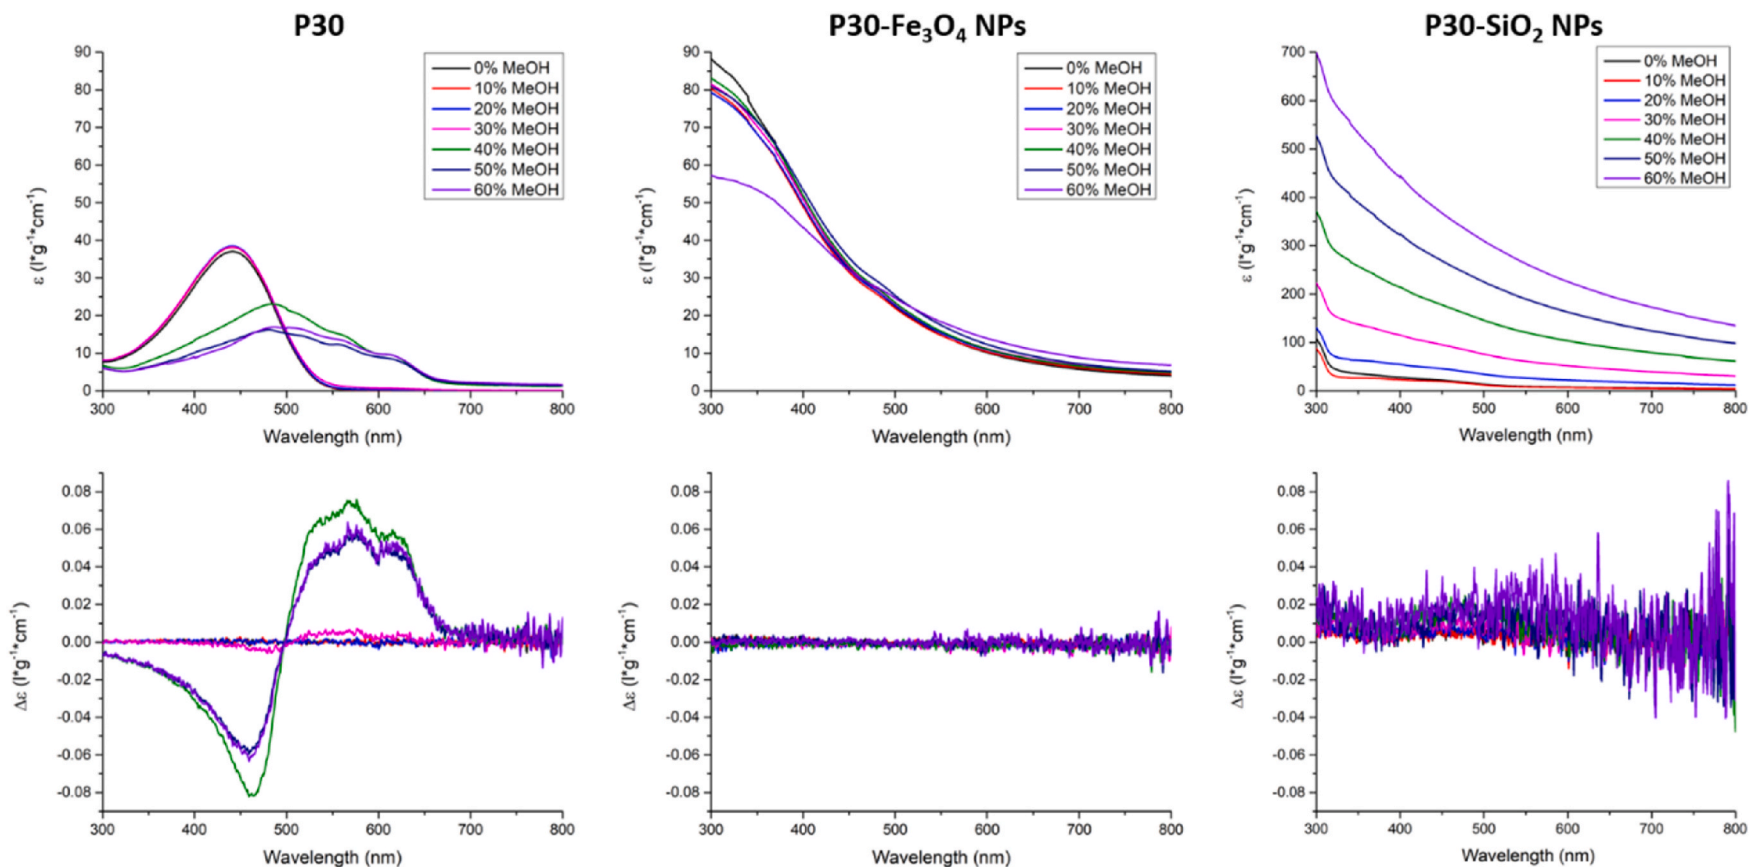 P30
90
80
70
60
50
40
30
20
10
0
ε (l*g⁻¹*cm⁻¹)
0% MeOH
10% MeOH
20% MeOH
30% MeOH
40% MeOH
50% MeOH
60% MeOH
300 400 500 600 700 800
Wavelength (nm)
P30-Fe₃O₄ NPs
90
80
70
60
50
40
30
20
10
0
ε (l*g⁻¹*cm⁻¹)
0% MeOH
10% MeOH
20% MeOH
30% MeOH
40% MeOH
50% MeOH
60% MeOH
300 400 500 600 700 800
Wavelength (nm)
P30-SiO₂ NPs
700
600
500
400
300
200
100
0
ε (l*g⁻¹*cm⁻¹)
0% MeOH
10% MeOH
20% MeOH
30% MeOH
40% MeOH
50% MeOH
60% MeOH
300 400 500 600 700 800
Wavelength (nm)
0.08
0.06
0.04
0.02
0.00
-0.02
-0.04
-0.06
-0.08
Δε (l*g⁻¹*cm⁻¹)
300 400 500 600 700 800
Wavelength (nm)
0.08
0.06
0.04
0.02
0.00
-0.02
-0.04
-0.06
-0.08
Δε (l*g⁻¹*cm⁻¹)
300 400 500 600 700 800
Wavelength (nm)
0.08
0.06
0.04
0.02
0.00
-0.02
-0.04
-0.06
-0.08
Δε (l*g⁻¹*cm⁻¹)
300 400 500 600 700 800
Wavelength (nm)